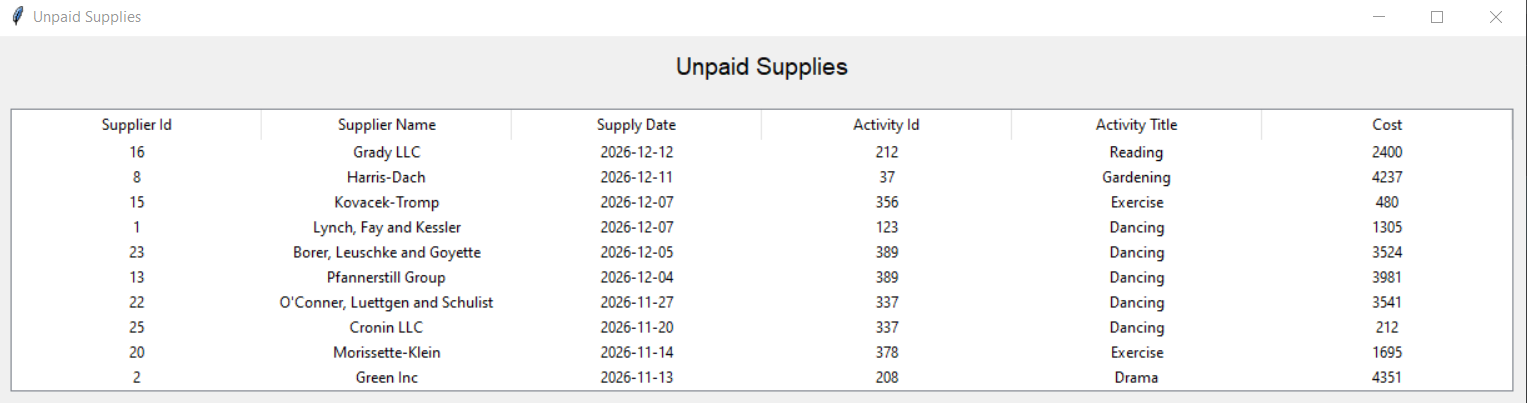 Unpaid Supplies
Unpaid Supplies
Supplier Id Supplier Name Supply Date Activity Id Activity Title Cost
16 Grady LLC 2026-12-12 212 Reading 2400
8 Harris-Dach 2026-12-11 37 Gardening 4237
15 Kovacek-Tromp 2026-12-07 356 Exercise 480
1 Lynch, Fay and Kessler 2026-12-07 123 Dancing 1305
23 Borer, Leuschke and Goyette 2026-12-05 389 Dancing 3524
13 Pfannerstill Group 2026-12-04 389 Dancing 3981
22 O'Conner, Luettgen and Schulist 2026-11-27 337 Dancing 3541
25 Cronin LLC 2026-11-20 337 Dancing 212
20 Morissette-Klein 2026-11-14 378 Exercise 1695
2 Green Inc 2026-11-13 208 Drama 4351